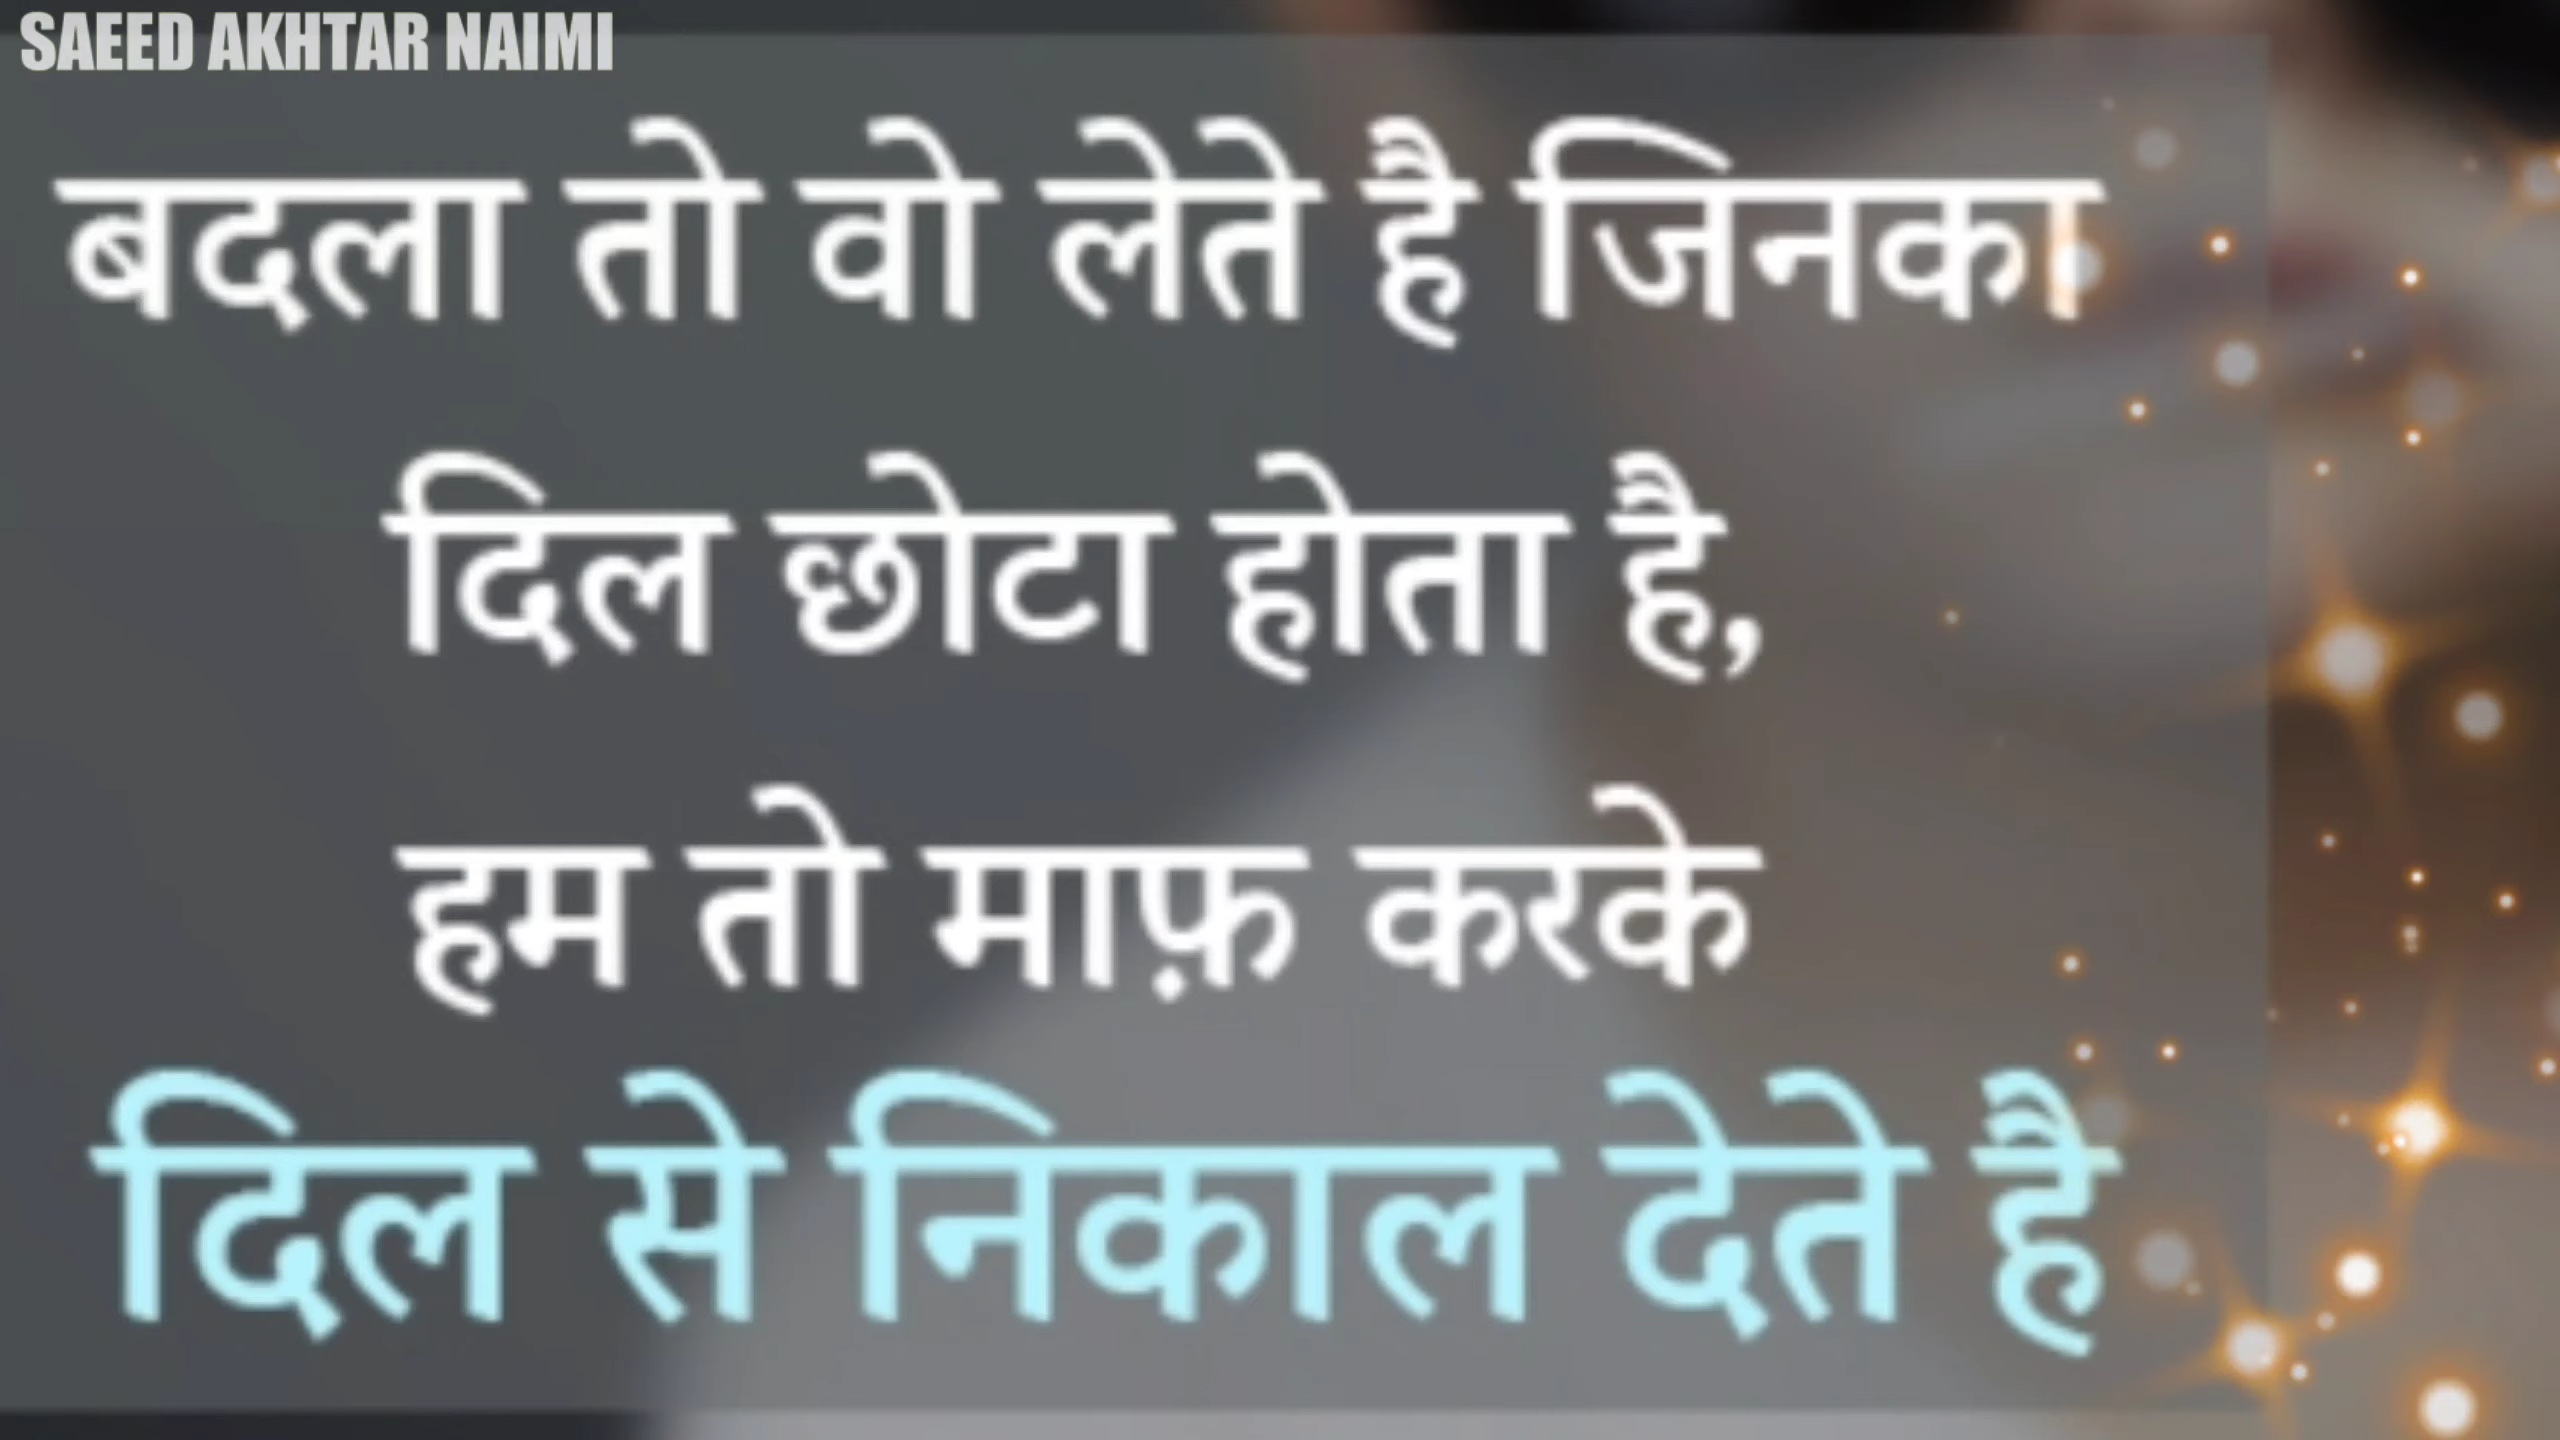 SAEED AKHTAR NAIMI
बदला तो वो लेते है जिनका
दिल छोटा होता है,
हम तो माफ़ करके
दिल से निकाल देते है